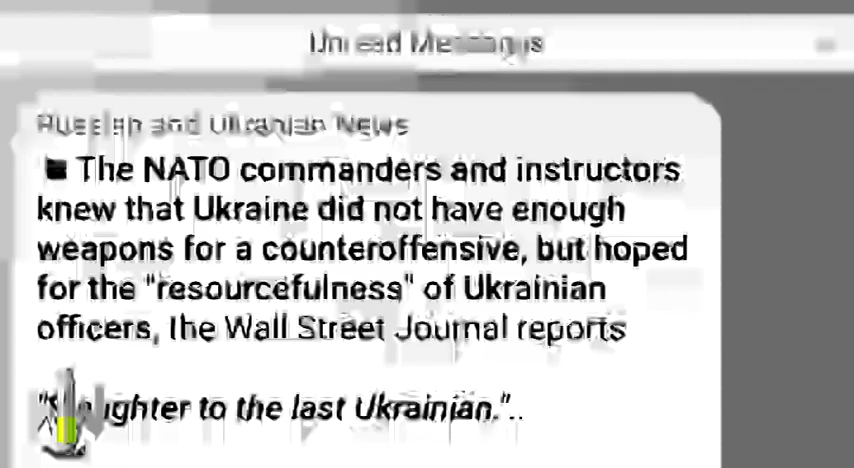 Unread Messages
Russian and Ukranian News
The NATO commanders and instructors
knew that Ukraine did not have enough
weapons for a counteroffensive, but hoped
for the "resourcefulness" of Ukrainian
officers, the Wall Street Journal reports
to the last Ukrainian."..